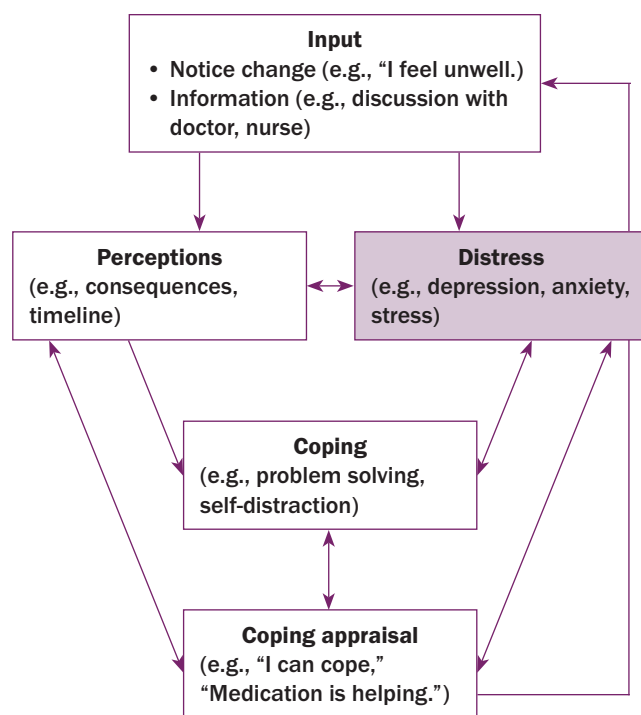 Input
• Notice change (e.g., “I feel unwell.)
• Information (e.g., discussion with
doctor, nurse)
Perceptions
(e.g., consequences,
timeline)
Distress
(e.g., depression, anxiety,
stress)
Coping
(e.g., problem solving,
self-distraction)
Coping appraisal
(e.g., “I can cope,”
“Medication is helping.”)